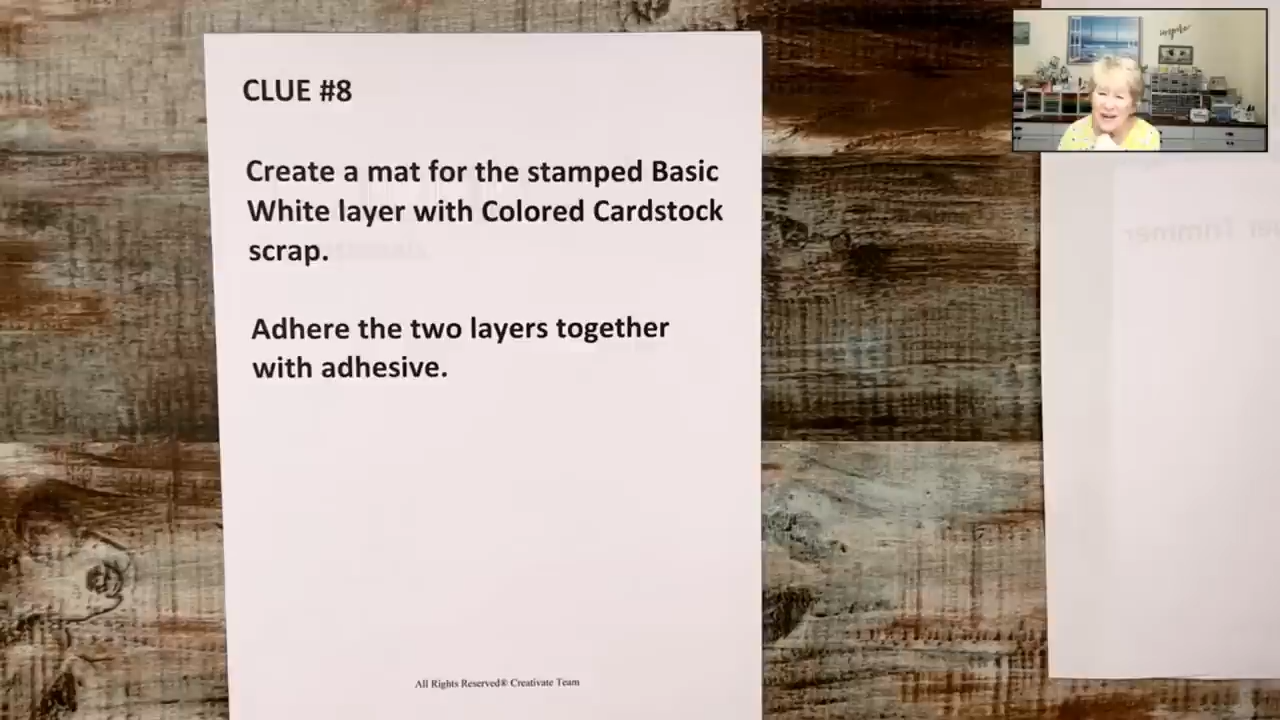 CLUE #8
Create a mat for the stamped Basic
White layer with Colored Cardstock
scrap.
Adhere the two layers together
with adhesive.
All Rights Reserved® Creativate Team
inspire